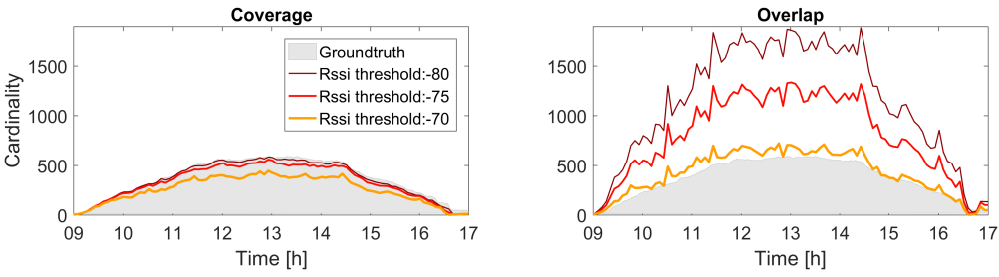 Coverage
Cardinality
1500
1000
500
0
09 10 11 12 13 14 15 16 17
Time [h]
Groundtruth
Rssi threshold:-80
Rssi threshold:-75
Rssi threshold:-70
Overlap
1500
1000
500
0
09 10 11 12 13 14 15 16 17
Time [h]